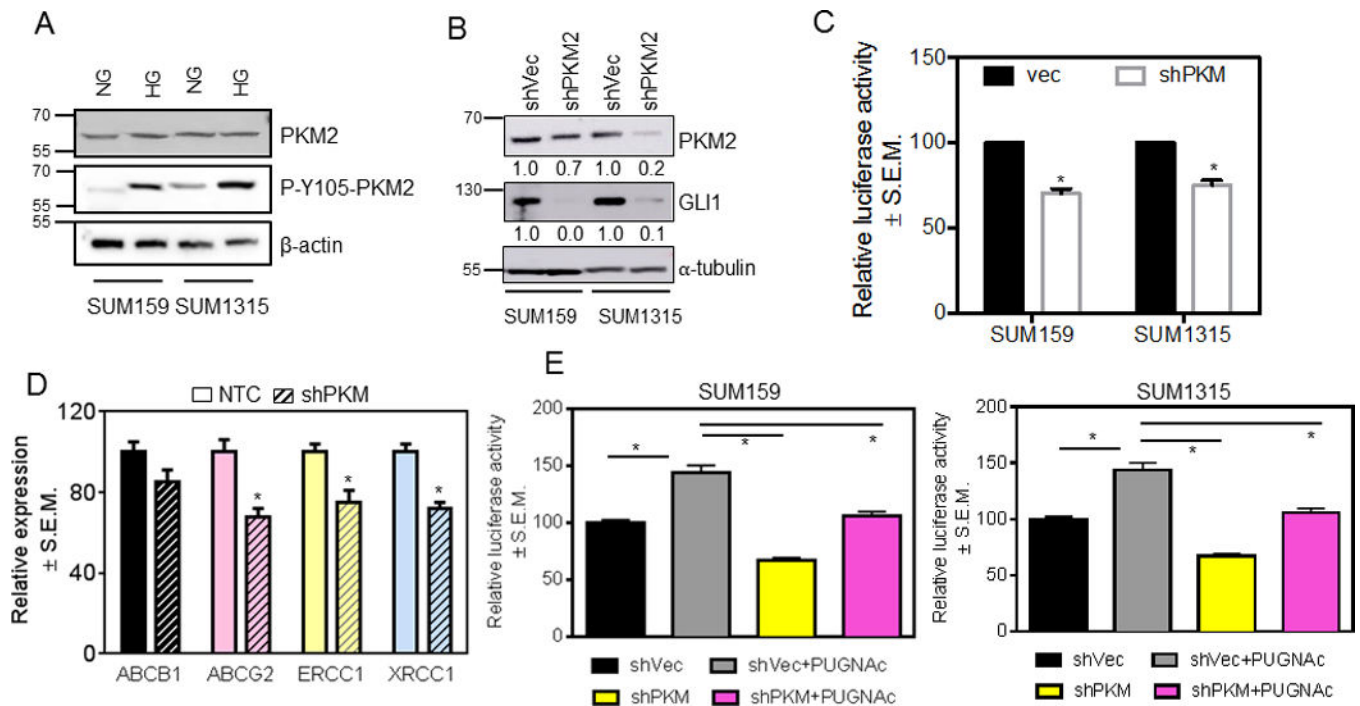 A
NG
HG
NG
HG
70
55
PKM2
70
55
P-Y105-PKM2
55
β-actin
SUM159 SUM1315
B
shVec
shPKM2
shVec
shPKM2
70
PKM2
1.0 0.7 1.0 0.2
130
GLI1
1.0 0.0 1.0 0.1
55
α-tubulin
SUM159 SUM1315
C
Relative luciferase activity
± S.E.M.
150
100
50
0
vec shPKM
* *
SUM159 SUM1315
D
NTC shPKM
Relative expression
± S.E.M.
120
80
40
0
* * *
ABCB1 ABCG2 ERCC1 XRCC1
E
SUM159
Relative luciferase activity
± S.E.M.
200
150
100
50
0
* * *
shVec shVec+PUGNAc
shPKM shPKM+PUGNAc
SUM1315
Relative luciferase activity
± S.E.M.
200
150
100
50
0
* * *
shVec shVec+PUGNAc
shPKM shPKM+PUGNAc